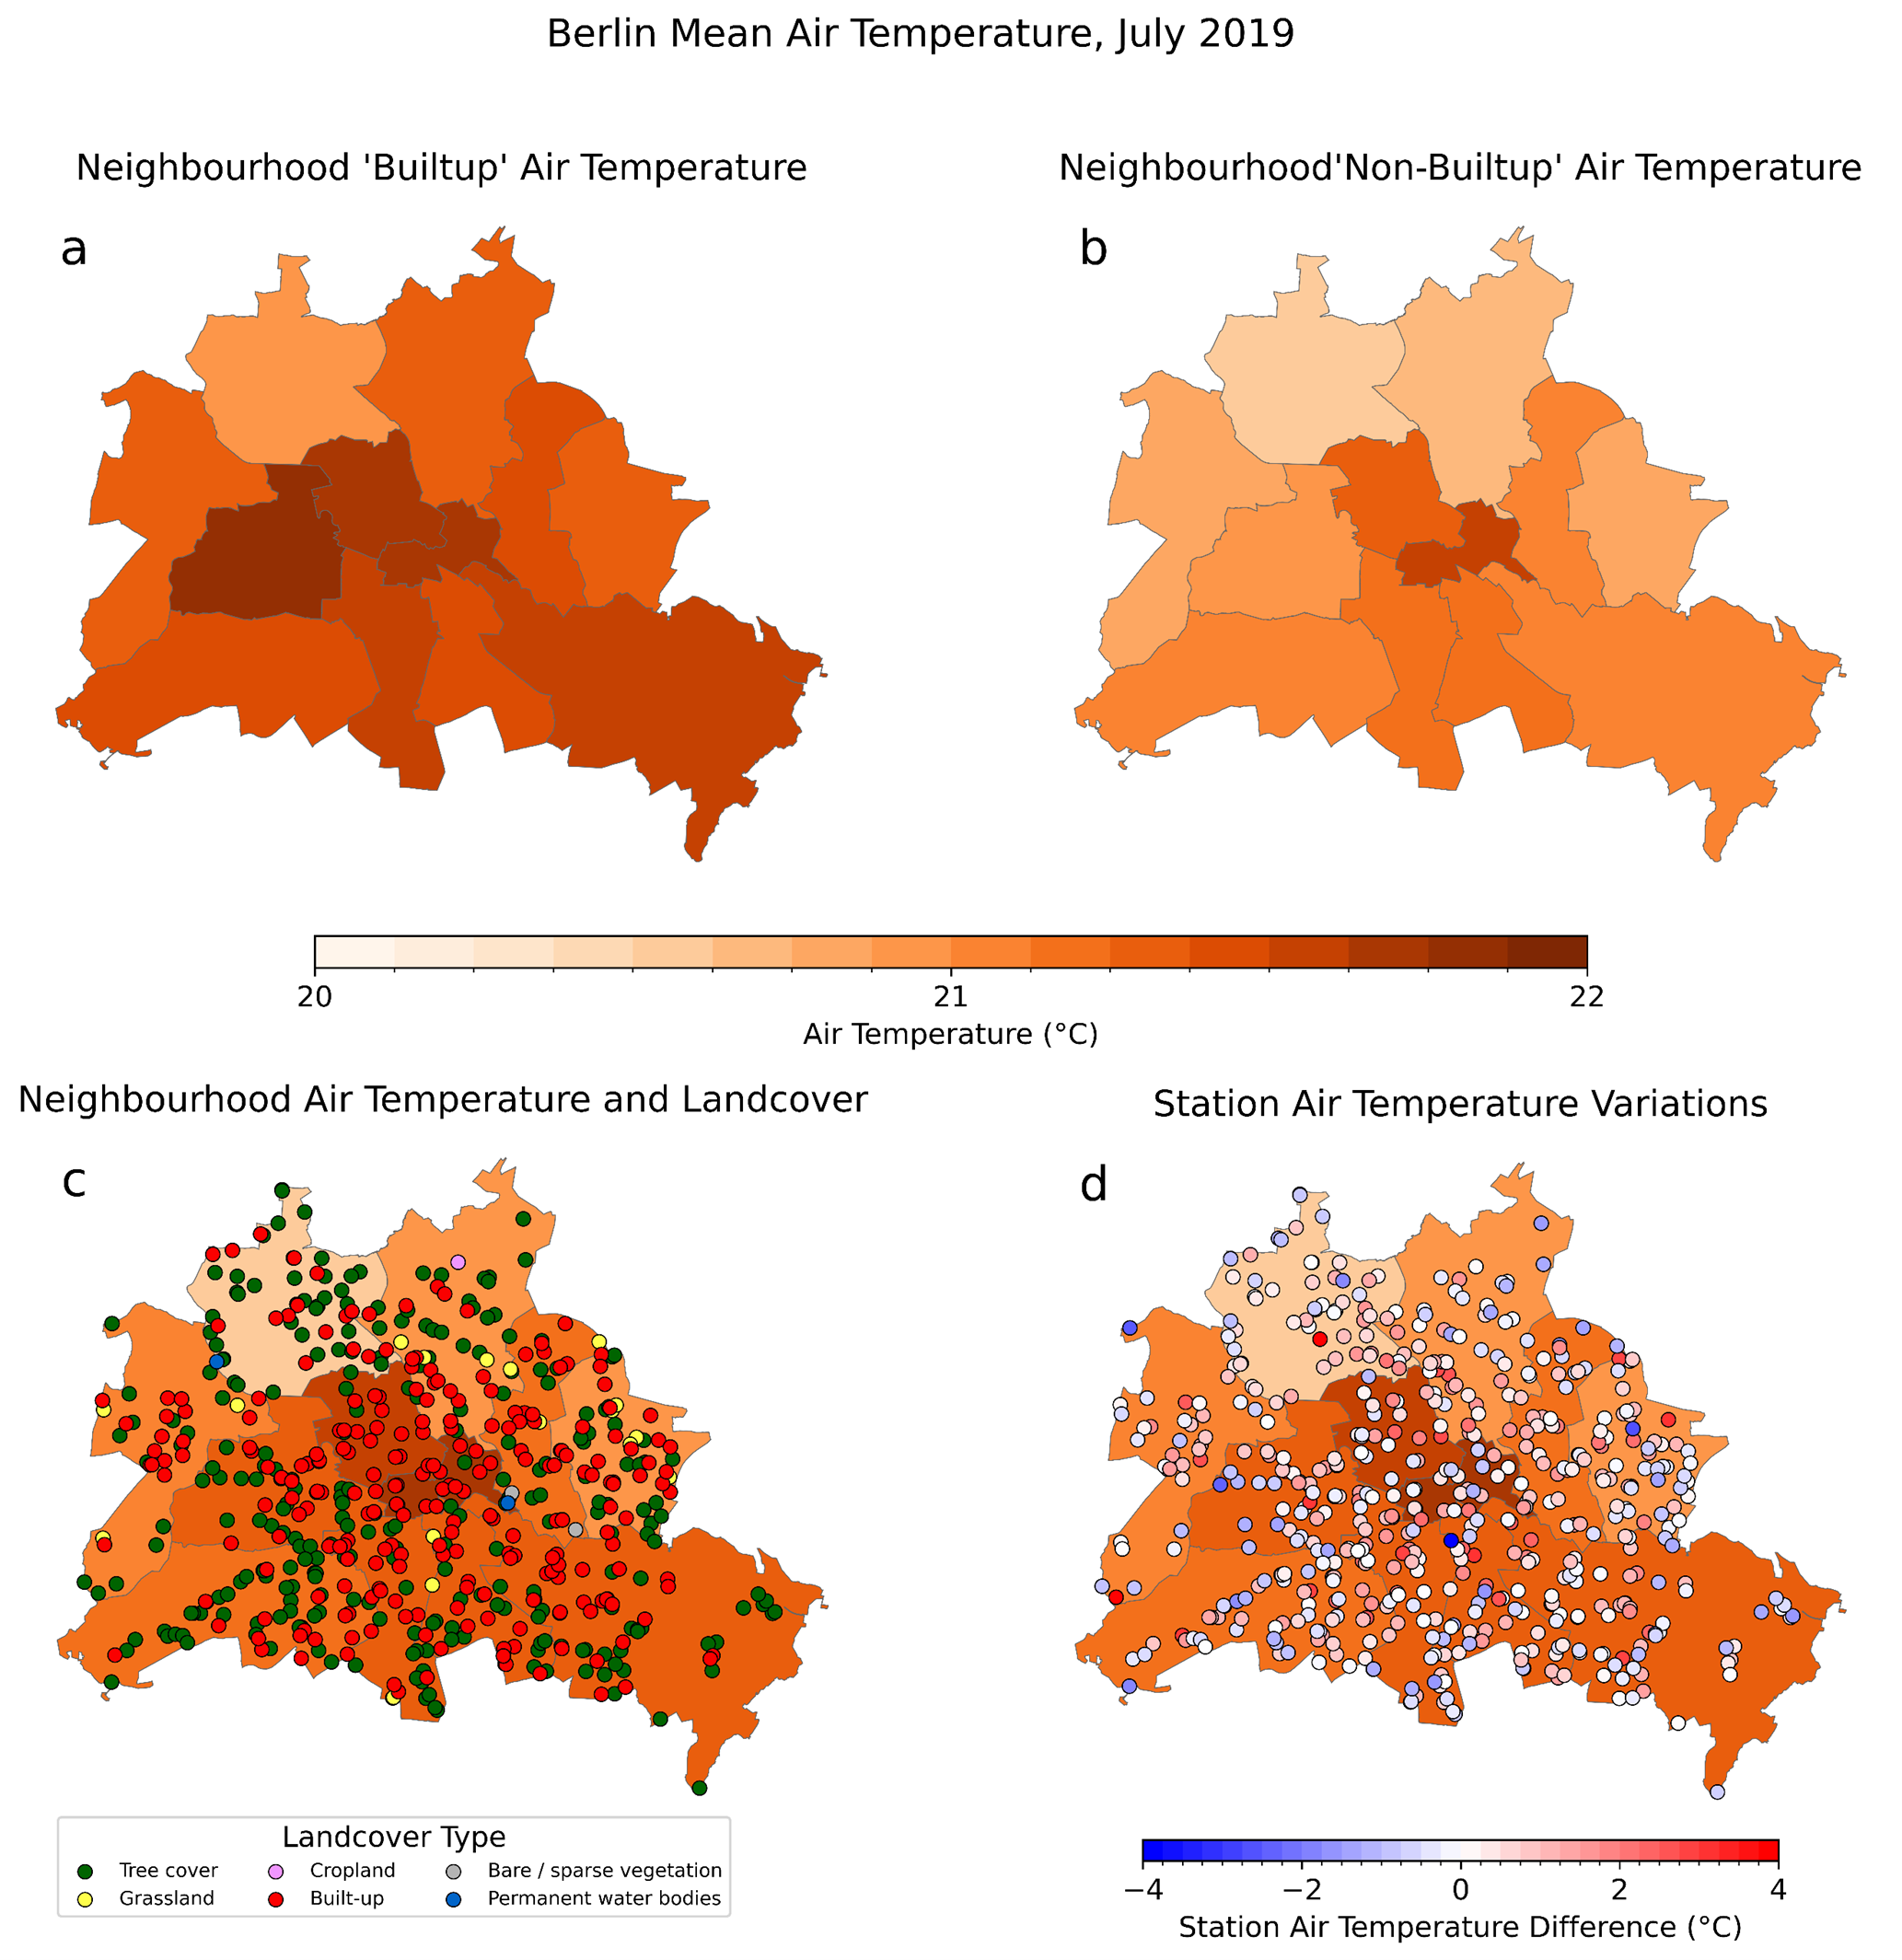 Berlin Mean Air Temperature, July 2019
Neighbourhood 'Builtup' Air Temperature
Neighbourhood'Non-Builtup' Air Temperature
a
b
20
21
22
Air Temperature (°C)
Neighbourhood Air Temperature and Landcover
Station Air Temperature Variations
c
d
Landcover Type
Tree cover
Cropland
Bare / sparse vegetation
Grassland
Built-up
Permanent water bodies
−4
−2
0
2
4
Station Air Temperature Difference (°C)